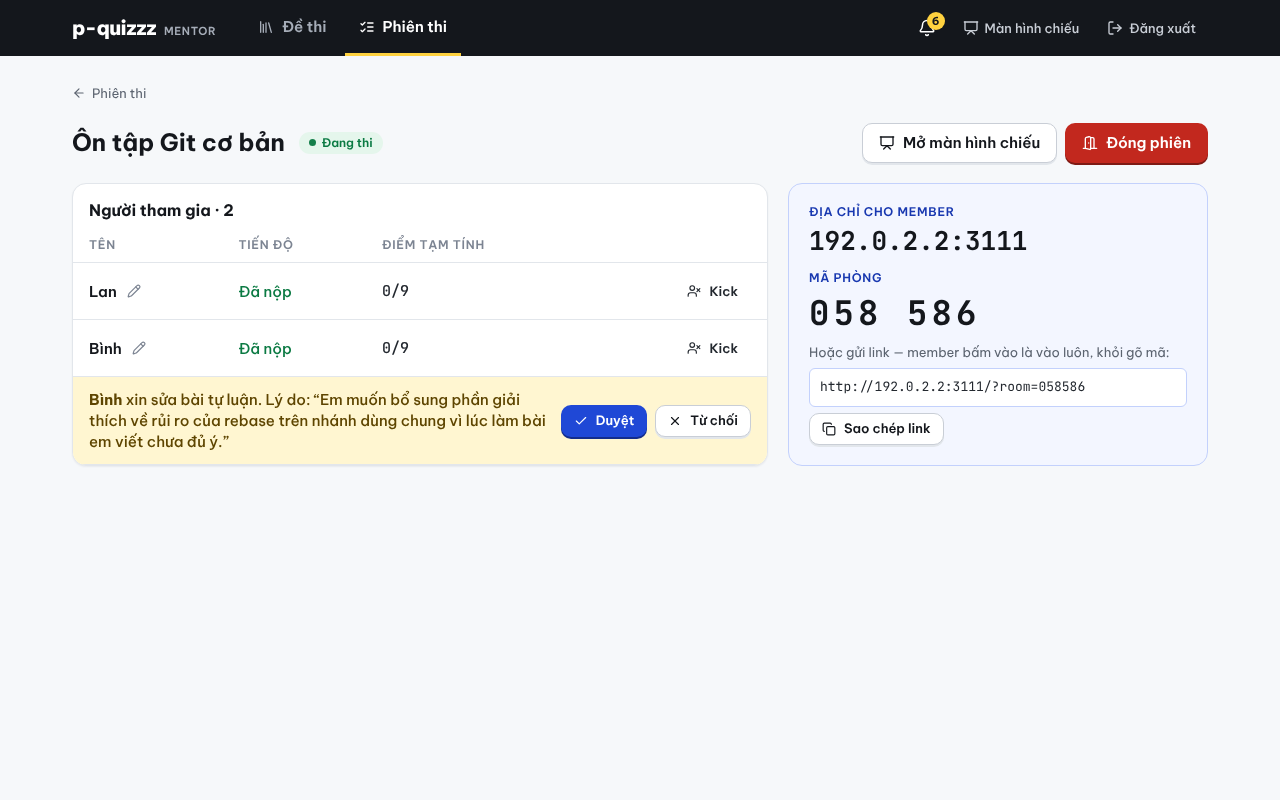 p-quizzz MENTOR
Đề thi
Phiên thi
6
Màn hình chiếu
Đăng xuất
Phiên thi
Ôn tập Git cơ bản
Đang thi
Mở màn hình chiếu
Đóng phiên
Người tham gia · 2
TÊN
TIẾN ĐỘ
ĐIỂM TẠM TÍNH
Lan
Đã nộp
0/9
Kick
Bình
Đã nộp
0/9
Kick
Bình xin sửa bài tự luận. Lý do: “Em muốn bổ sung phần giải
thích về rủi ro của rebase trên nhánh dùng chung vì lúc làm bài
em viết chưa đủ ý.”
Duyệt
Từ chối
ĐỊA CHỈ CHO MEMBER
192.0.2.2:3111
MÃ PHÒNG
058 586
Hoặc gửi link — member bấm vào là vào luôn, khỏi gõ mã:
http://192.0.2.2:3111/?room=058586
Sao chép link